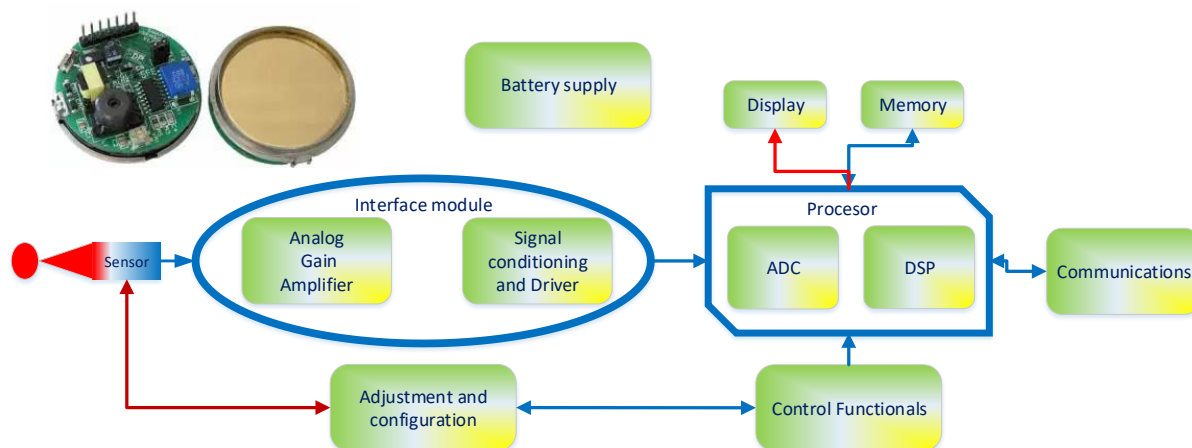 Battery supply
Display
Memory
Interface module
Procesor
Sensor
Analog
Gain
Amplifier
Signal
conditioning
and Driver
ADC
DSP
Communications
Adjustment and
configuration
Control Functionals